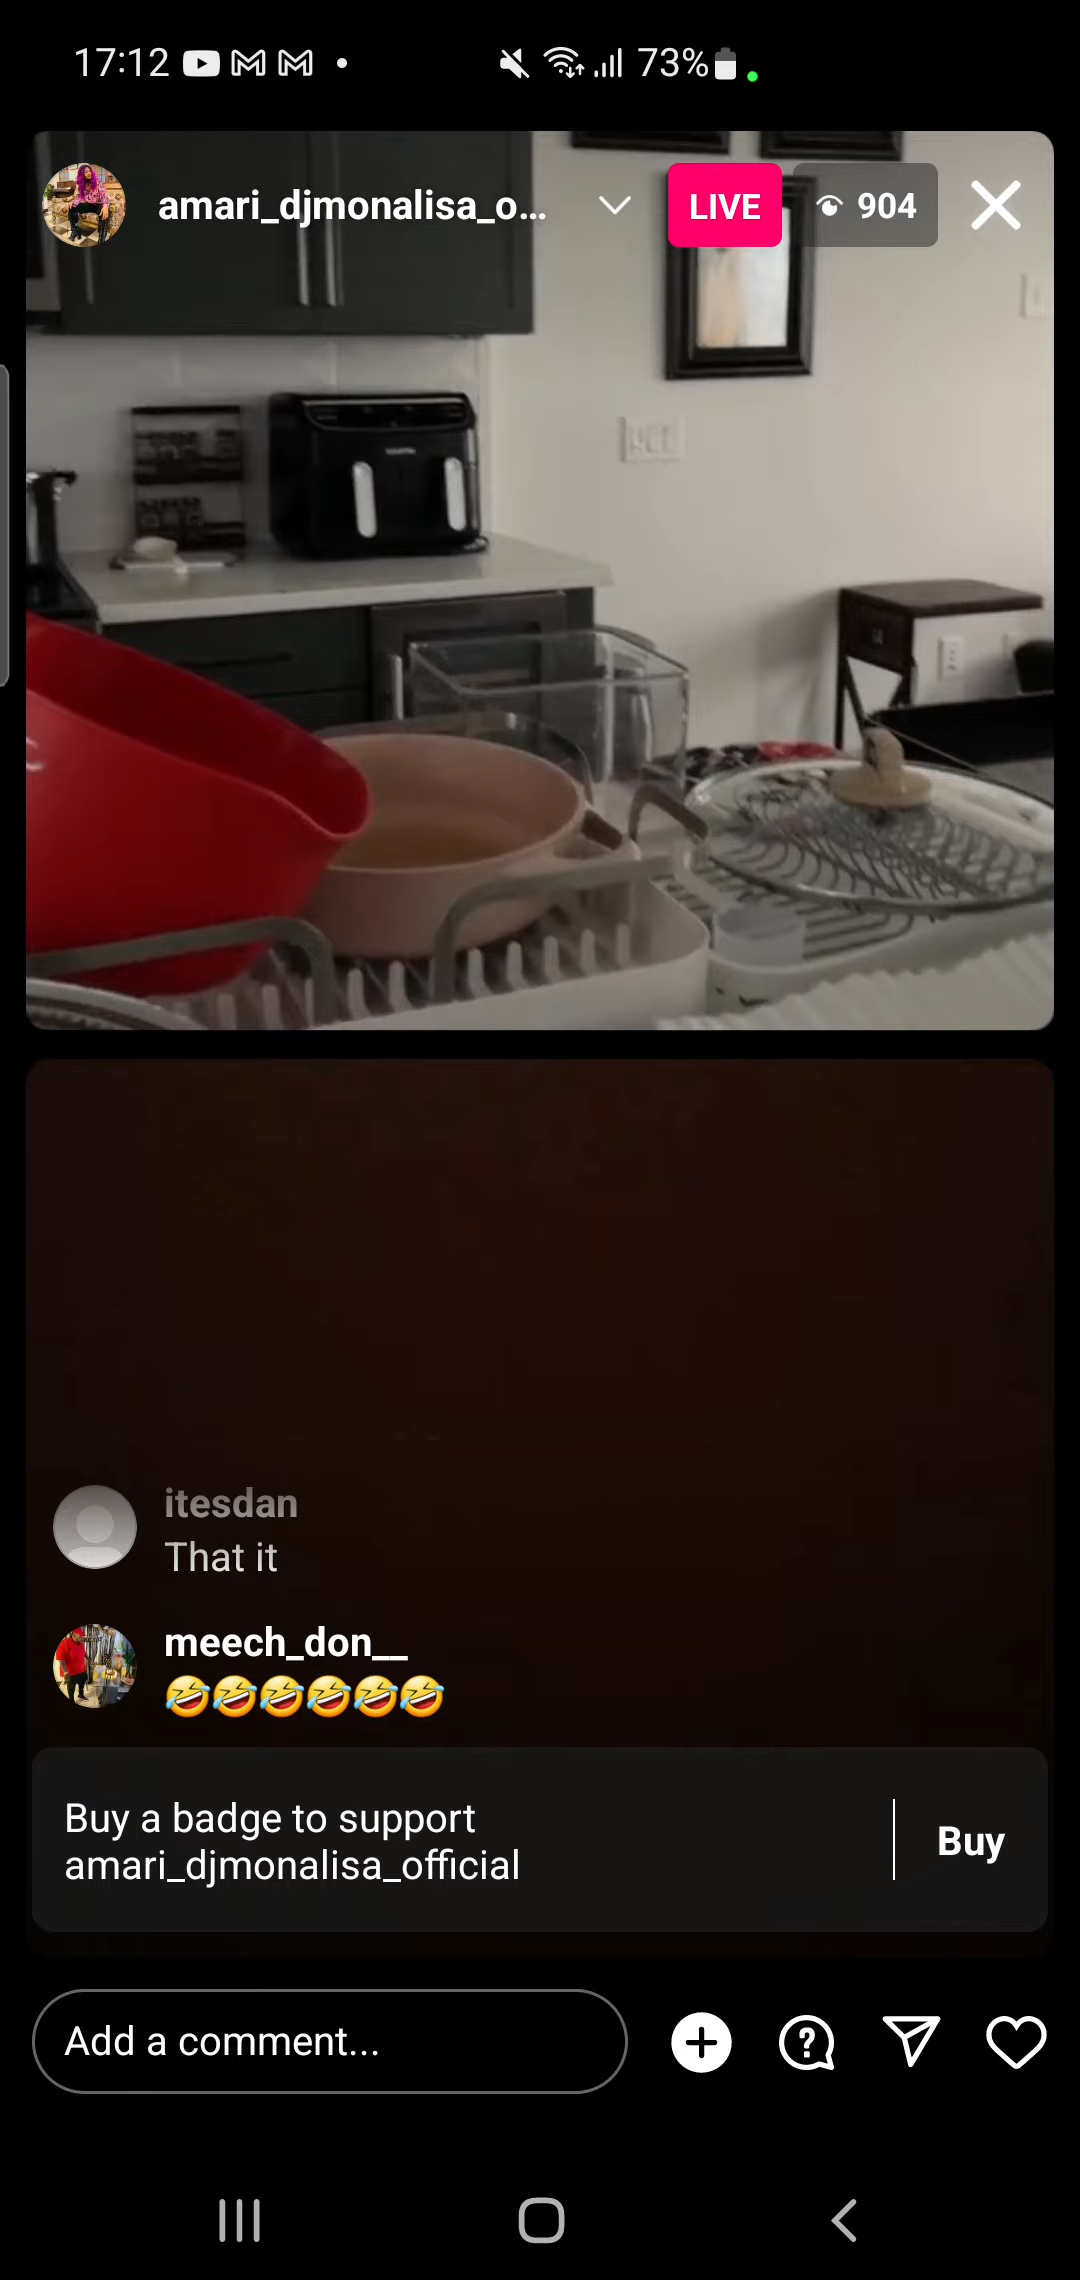 17:12
73%
amari_djmonalisa_o...
LIVE
904
itesdan
That it
meech_don__
🤣🤣🤣🤣🤣🤣
Buy a badge to support
amari_djmonalisa_official
Buy
Add a comment...